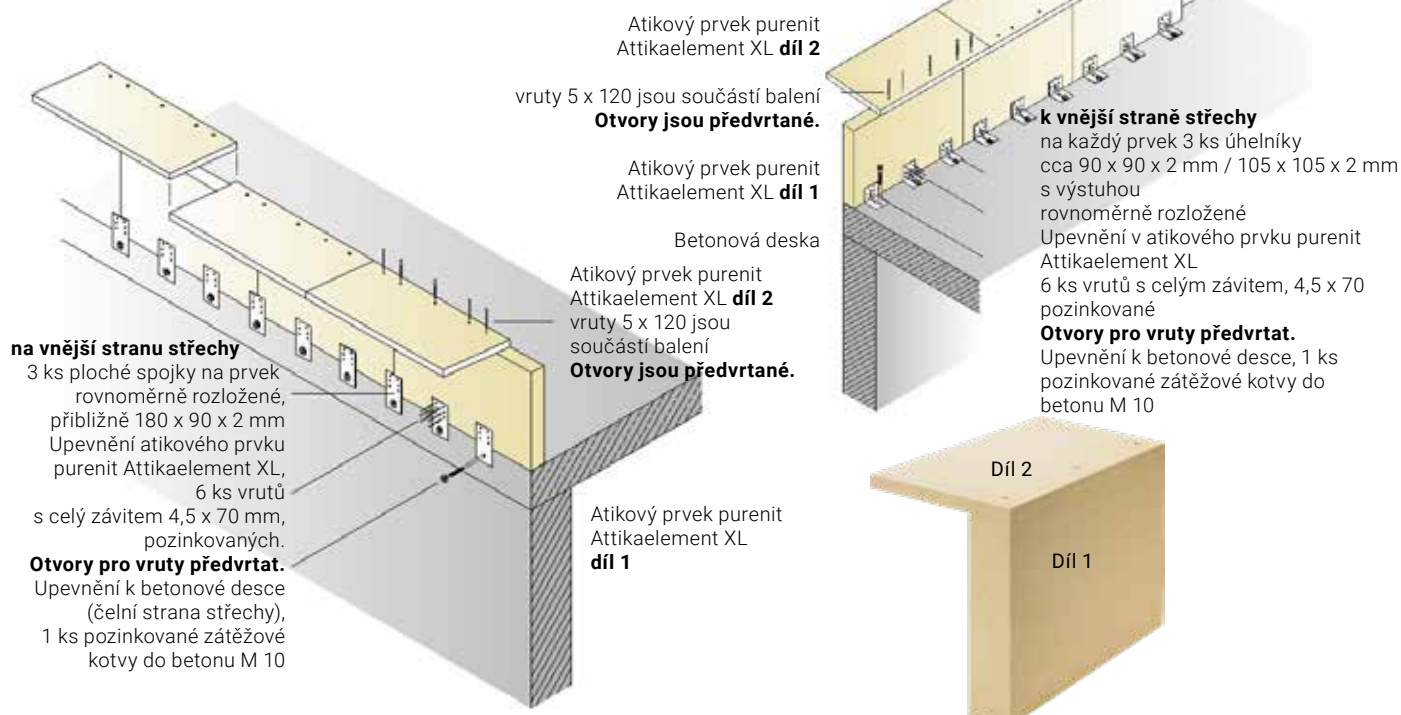 Atikový prvek purenit
Attikaelement XL díl 2
vruty 5 x 120 jsou součástí balení
Otvory jsou předvrtané.
Atikový prvek purenit
Attikaelement XL díl 1
Betonová deska
k vnější straně střechy
na každý prvek 3 ks úhelníky
cca 90 x 90 x 2 mm / 105 x 105 x 2 mm
s výstuhou
rovnoměrně rozložené
Upevnění v atikového prvku purenit
Attikaelement XL
6 ks vrutů s celým závitem, 4,5 x 70
pozinkované
Otvory pro vruty předvrtat.
Upevnění k betonové desce, 1 ks
pozinkované zátěžové kotvy do
betonu M 10
Atikový prvek purenit
Attikaelement XL díl 2
vruty 5 x 120 jsou
součástí balení
Otvory jsou předvrtané.
na vnější stranu střechy
3 ks ploché spojky na prvek
rovnoměrně rozložené,
přibližně 180 x 90 x 2 mm
Upevnění atikového prvku
purenit Attikaelement XL,
6 ks vrutů
s celý závitem 4,5 x 70 mm,
pozinkovaných.
Otvory pro vruty předvrtat.
Upevnění k betonové desce
(čelní strana střechy),
1 ks pozinkované zátěžové
kotvy do betonu M 10
Atikový prvek purenit
Attikaelement XL
díl 1
Díl 2
Díl 1